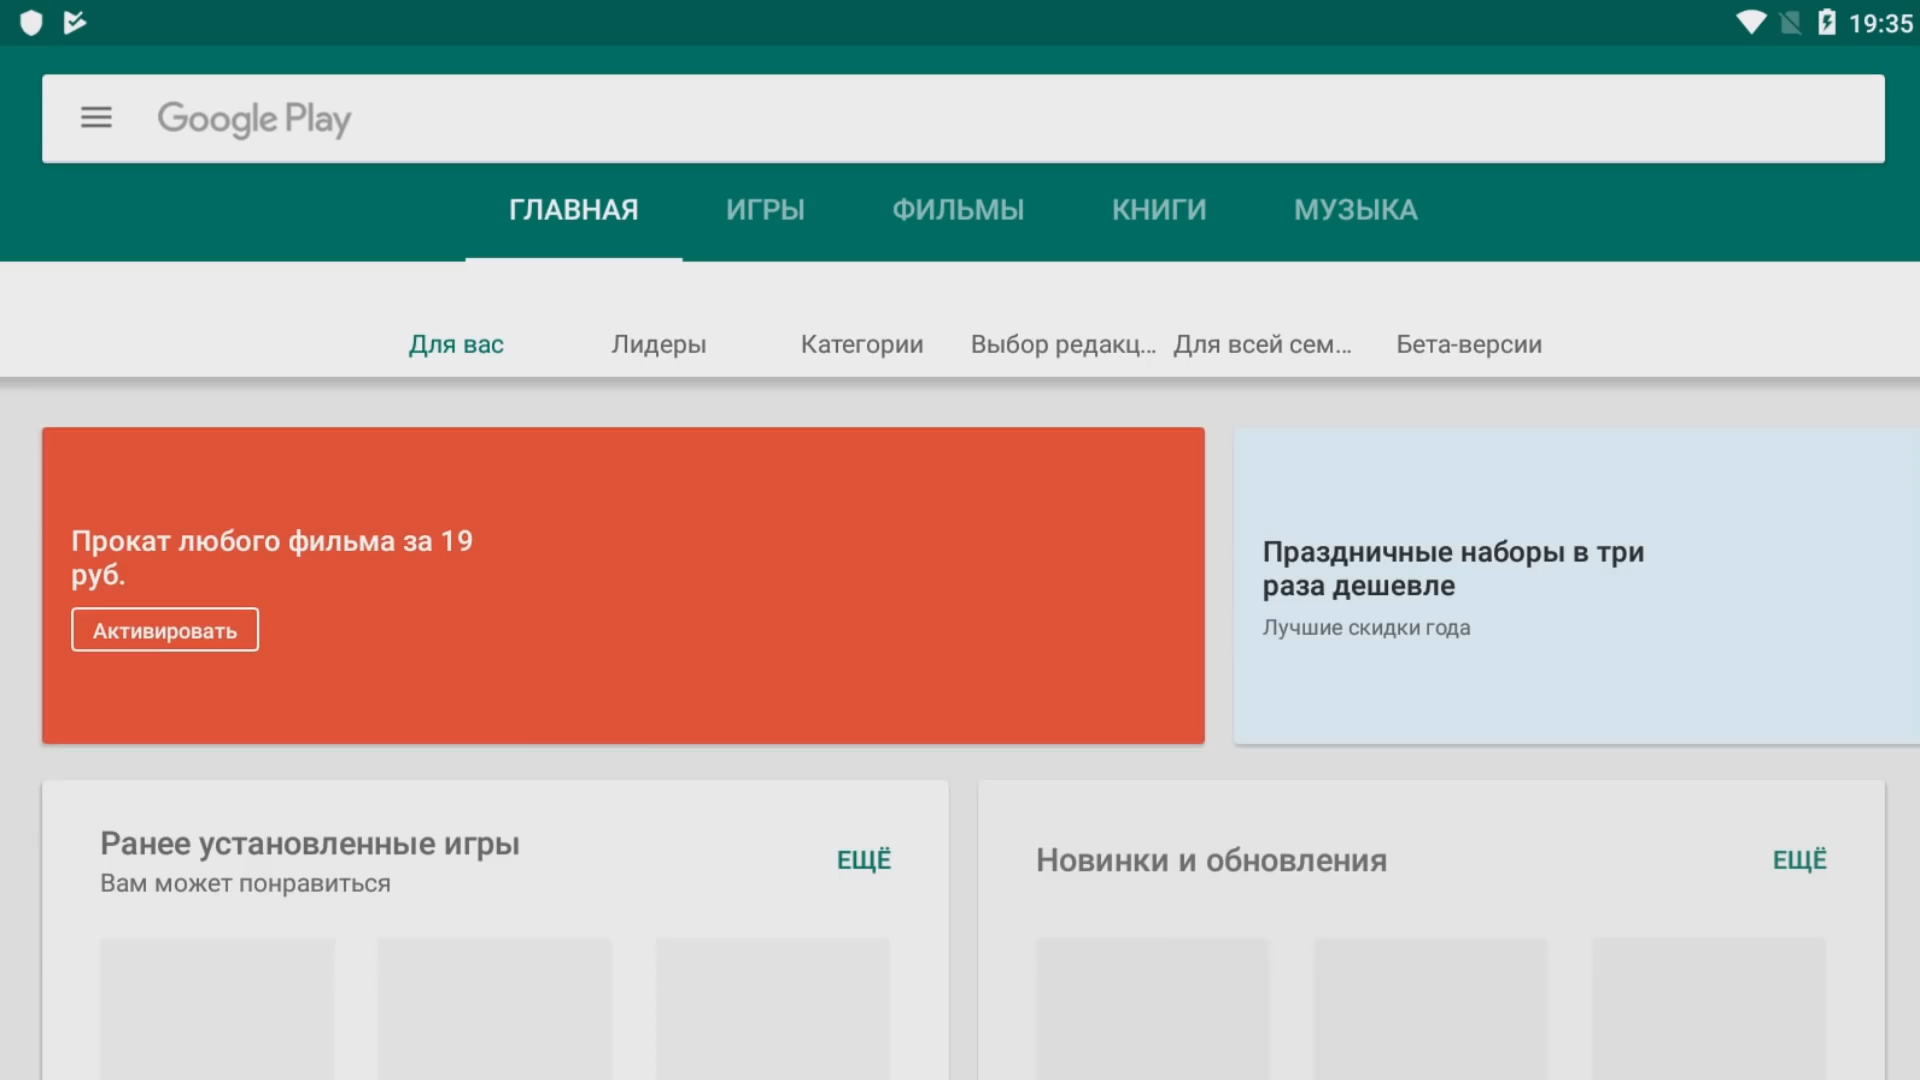 19:35
Google Play
ГЛАВНАЯ ИГРЫ ФИЛЬМЫ КНИГИ МУЗЫКА
Для вас Лидеры Категории Выбор редакц... Для всей сем... Бета-версии
Прокат любого фильма за 19
руб.
Активировать
Праздничные наборы в три
раза дешевле
Лучшие скидки года
Ранее установленные игры
Вам может понравиться
ЕЩЁ
Новинки и обновления
ЕЩЁ